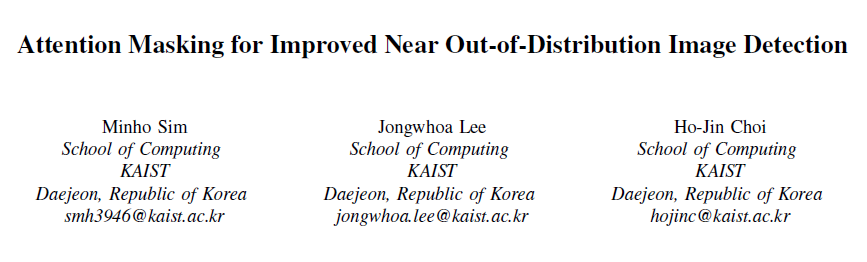 Attention Masking for Improved Near Out-of-Distribution Image Detection
Minho Sim
School of Computing
KAIST
Daejeon, Republic of Korea
smh3946@kaist.ac.kr
Jongwhoa Lee
School of Computing
KAIST
Daejeon, Republic of Korea
jongwhoa.lee@kaist.ac.kr
Ho-Jin Choi
School of Computing
KAIST
Daejeon, Republic of Korea
hojinc@kaist.ac.kr